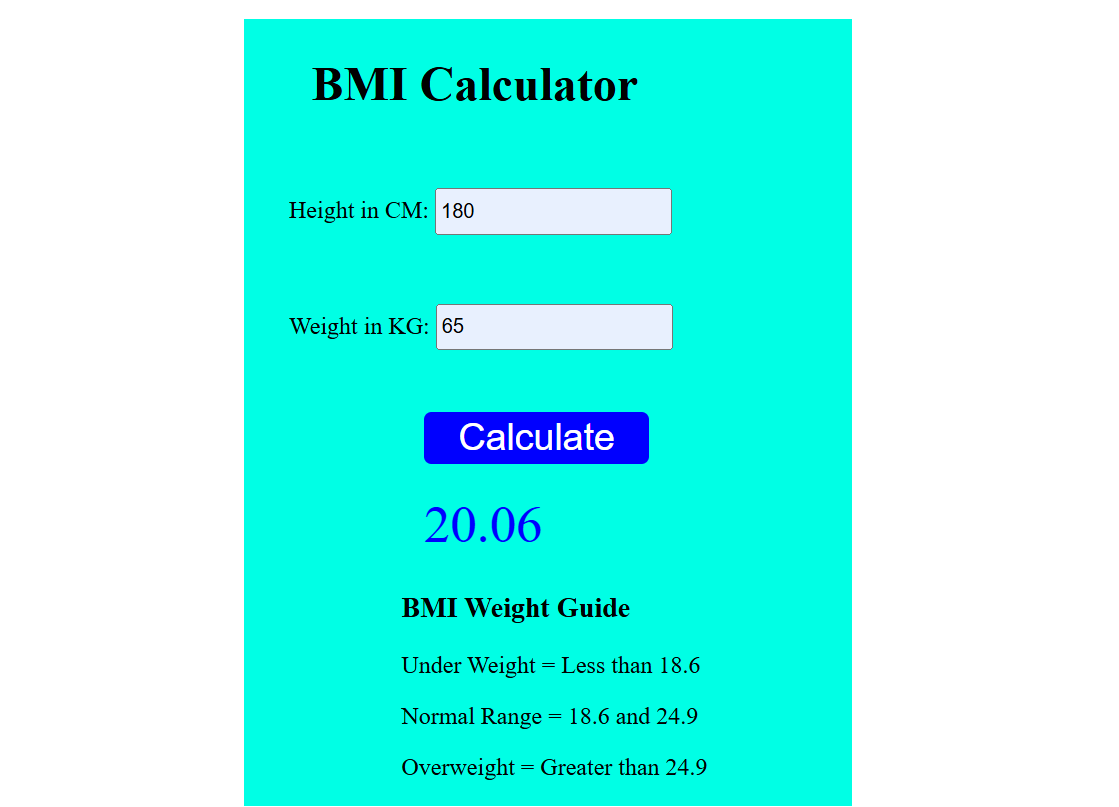 BMI Calculator
Height in CM: 180
Weight in KG: 65
Calculate
20.06
BMI Weight Guide
Under Weight = Less than 18.6
Normal Range = 18.6 and 24.9
Overweight = Greater than 24.9